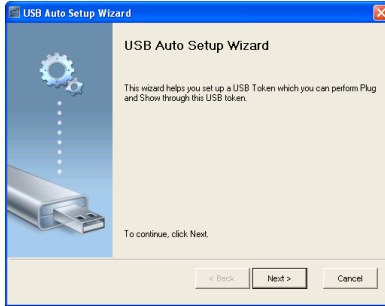 USB Auto Setup Wizard
USB Auto Setup Wizard
This wizard helps you set up a USB Token which you can perform Plug
and Show through this USB token.
To continue, click Next.
< Back
Next >
Cancel